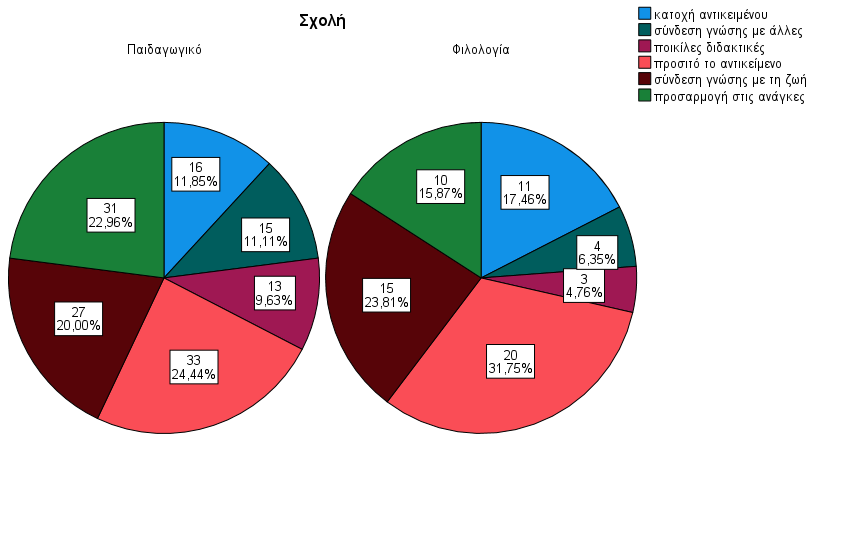 Σχολή
Παιδαγωγικό
Φιλολογία
κατοχή αντικειμένου
σύνδεση γνώσης με άλλες
ποικίλες διδακτικές
προσιτό το αντικείμενο
σύνδεση γνώσης με τη ζωή
προσαρμογή στις ανάγκες
16
11,85%
15
11,11%
13
9,63%
33
24,44%
27
20,00%
31
22,96%
11
17,46%
4
6,35%
3
4,76%
20
31,75%
15
23,81%
10
15,87%